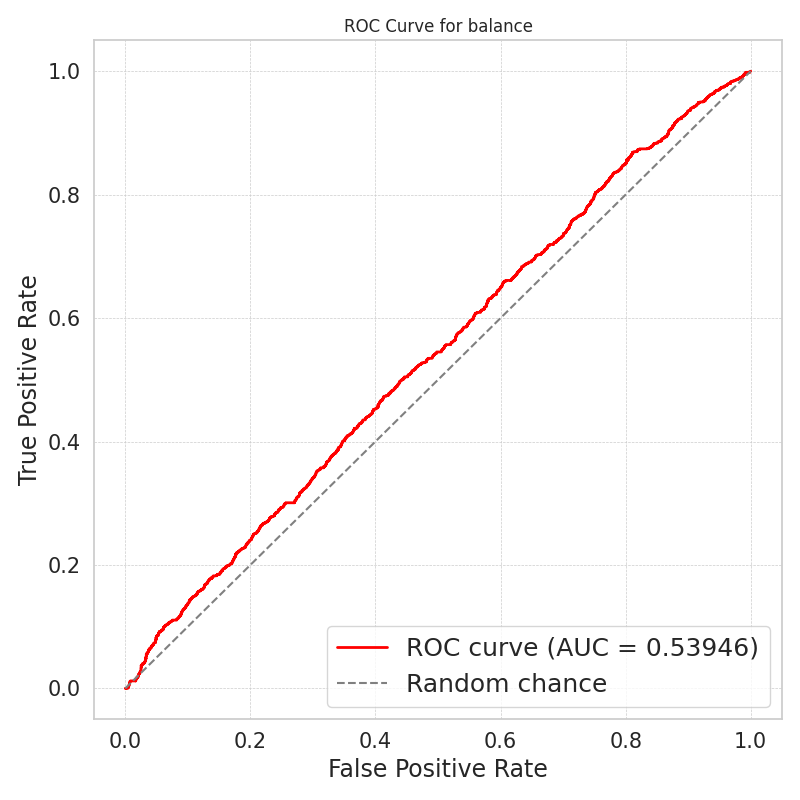 ROC Curve for balance
True Positive Rate
1.0
0.8
0.6
0.4
0.2
0.0
ROC curve (AUC = 0.53946)
Random chance
0.0 0.2 0.4 0.6 0.8 1.0
False Positive Rate